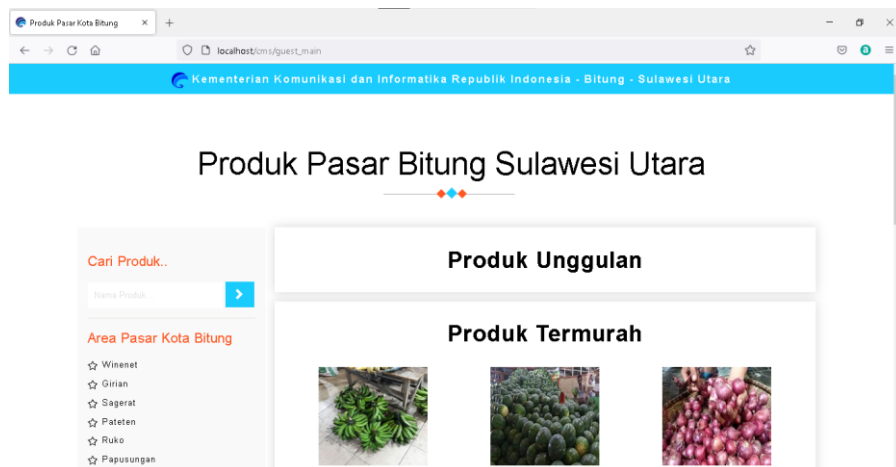 Produk Pasar Kota Bitung
localhost/cms/guest_main
Kementerian Komunikasi dan Informatika Republik Indonesia - Bitung - Sulawesi Utara
Produk Pasar Bitung Sulawesi Utara
Cari Produk..
Nama Produk..
Area Pasar Kota Bitung
Winenet
Girian
Sagerat
Pateten
Ruko
Papusungan
Produk Unggulan
Produk Termurah